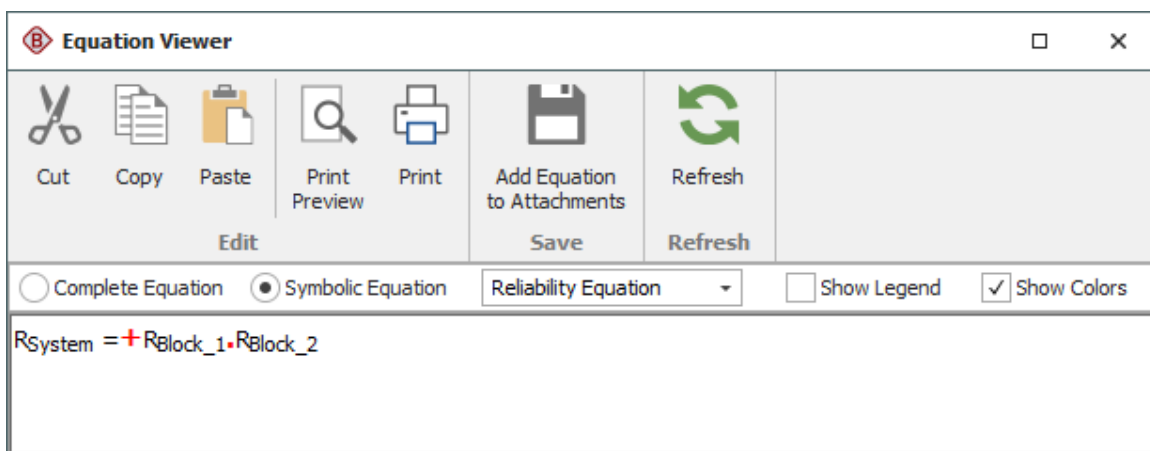 B Equation Viewer
Cut Copy Paste Print Preview Print Add Equation to Attachments Refresh
Edit Save Refresh
Complete Equation Symbolic Equation Reliability Equation Show Legend Show Colors
RSystem =+RBlock_1.RBlock_2